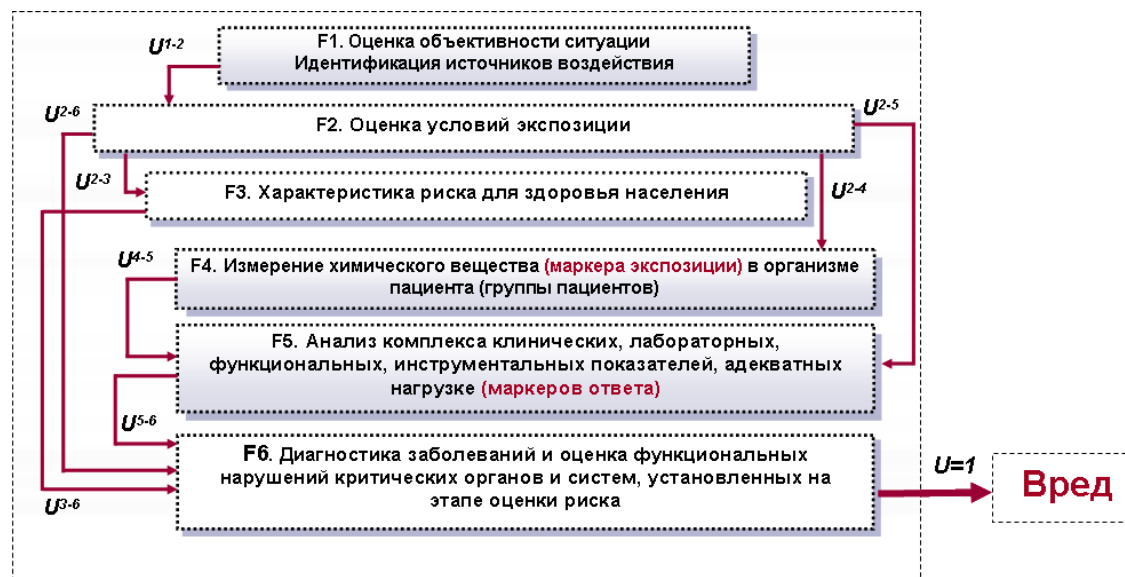 F1. Оценка объективности ситуации
Идентификация источников воздействия
U1-2
U2-6
F2. Оценка условий экспозиции
U2-5
U2-3
F3. Характеристика риска для здоровья населения
U2-4
U4-5
F4. Измерение химического вещества (маркера экспозиции) в организме
пациента (группы пациентов)
F5. Анализ комплекса клинических, лабораторных,
функциональных, инструментальных показателей, адекватных
нагрузке (маркеров ответа)
U5-6
F6. Диагностика заболеваний и оценка функциональных
нарушений критических органов и систем, установленных на
этапе оценки риска
U3-6
U=1
Вред